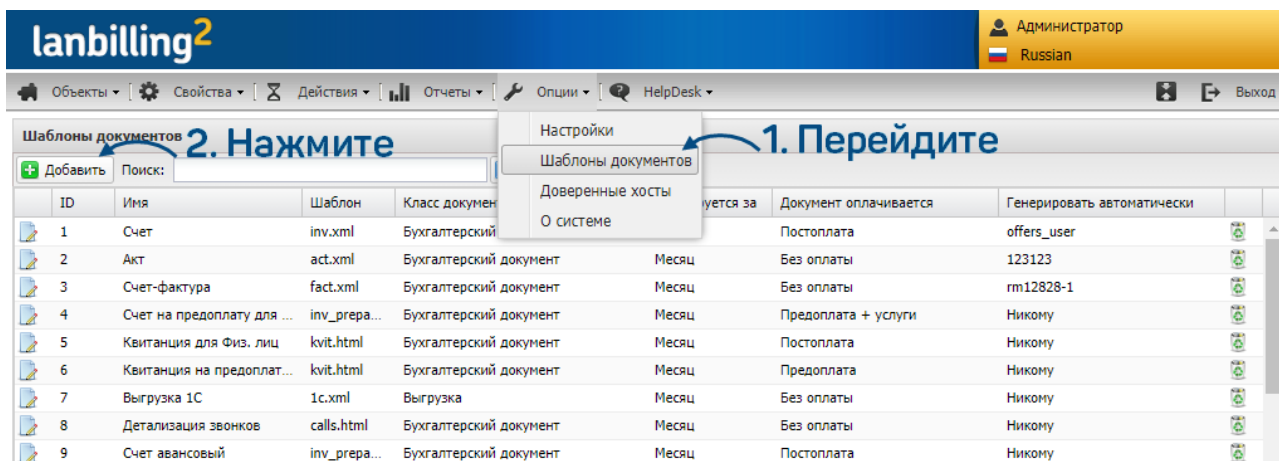 lanbilling2
Администратор
Russian
Объекты Свойства Действия Отчеты Опции HelpDesk Выход
Шаблоны документов
2. Нажмите
1. Перейдите
Настройки
Шаблоны документов
Доверенные хосты
О системе
Добавить Поиск:
ID Имя Шаблон Класс докумен уется за Документ оплачивается Генерировать автоматически
1 Счет inv.xml Бухгалтерский Постоплата offers_user
2 Акт act.xml Бухгалтерский документ Месяц Без оплаты 123123
3 Счет-фактура fact.xml Бухгалтерский документ Месяц Без оплаты rm12828-1
4 Счет на предоплату для ... inv_prepa... Бухгалтерский документ Месяц Предоплата + услуги Никому
5 Квитанция для Физ. лиц kvit.html Бухгалтерский документ Месяц Постоплата Никому
6 Квитанция на предоплат... kvit.html Бухгалтерский документ Месяц Предоплата Никому
7 Выгрузка 1С 1c.xml Выгрузка Месяц Без оплаты Никому
8 Детализация звонков calls.html Бухгалтерский документ Месяц Без оплаты Никому
9 Счет авансовый inv_prepa... Бухгалтерский документ Месяц Постоплата Никому